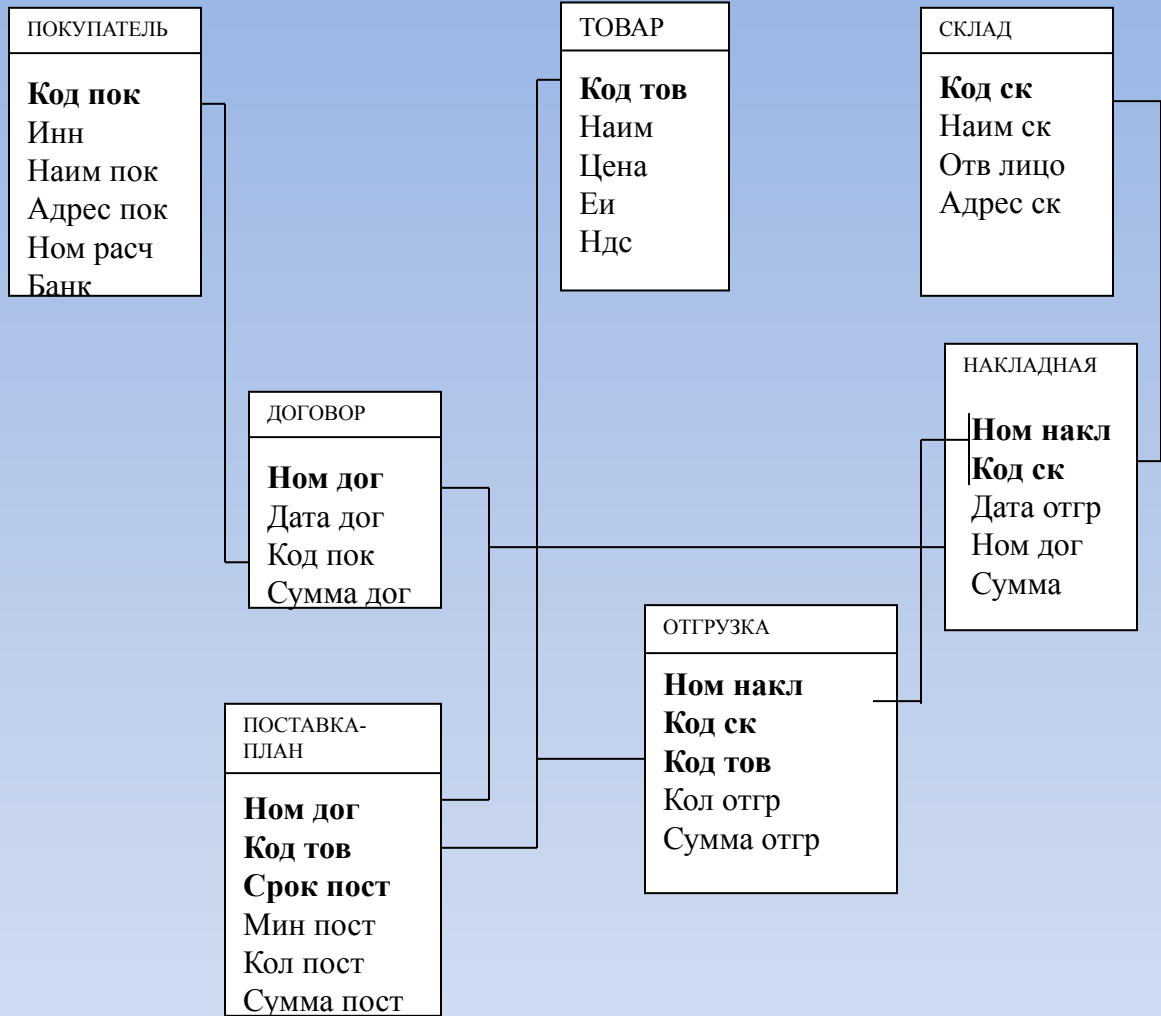 ПОКУПАТЕЛЬ
Код пок
Инн
Наим пок
Адрес пок
Ном расч
Банк
ТОВАР
Код тов
Наим
Цена
Еи
Ндс
СКЛАД
Код ск
Наим ск
Отв лицо
Адрес ск
ДОГОВОР
Ном дог
Дата дог
Код пок
Сумма дог
НАКЛАДНАЯ
Ном накл
Код ск
Дата отгр
Ном дог
Сумма
ПОСТАВКА-
ПЛАН
Ном дог
Код тов
Срок пост
Мин пост
Кол пост
Сумма пост
ОТГРУЗКА
Ном накл
Код ск
Код тов
Кол отгр
Сумма отгр